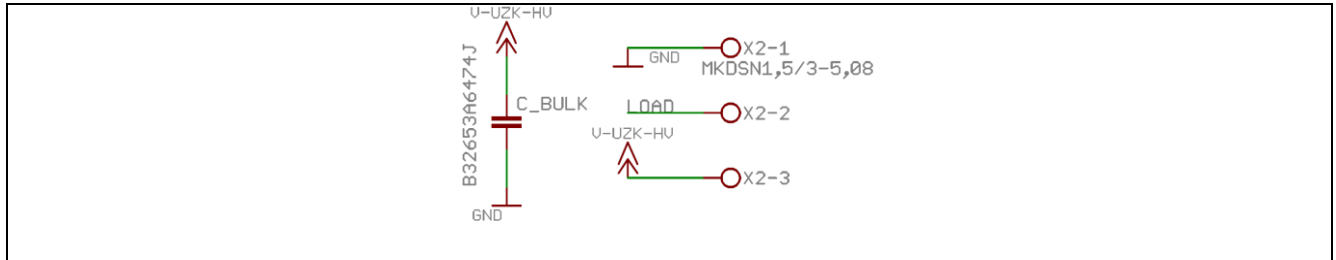 V-UZK-HV
B32653A6474J
C_BULK
GND
GND
X2-1
MKDSN1,5/3-5,08
LOAD
X2-2
V-UZK-HV
X2-3